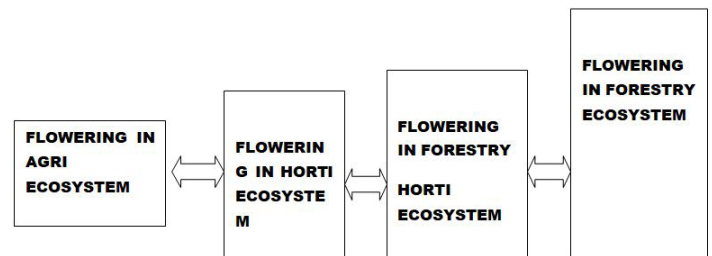 FLOWERING IN
AGRI
ECOSYSTEM
FLOWERIN
G IN HORTI
ECOSYSTE
M
FLOWERING
IN FORESTRY
HORTI
ECOSYSTEM
FLOWERING
IN FORESTRY
ECOSYSTEM